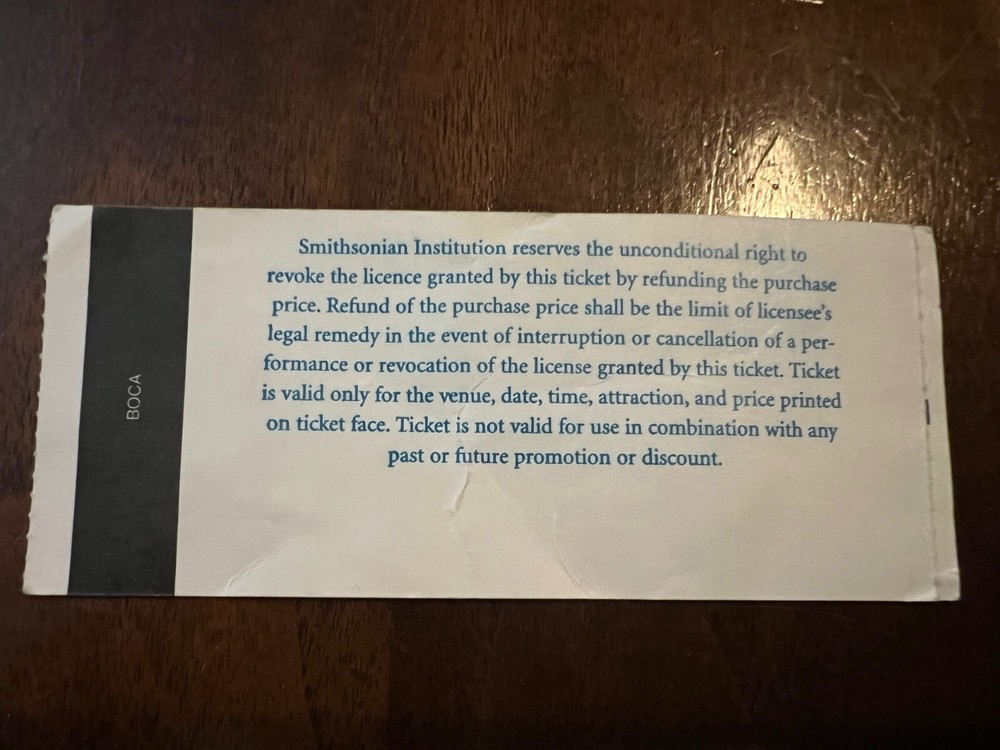 Smithsonian Institution reserves the unconditional right to
revoke the licence granted by this ticket by refunding the purchase
price. Refund of the purchase price shall be the limit of licensee's
legal remedy in the event of interruption or cancellation of a per-
formance or revocation of the license granted by this ticket. Ticket
is valid only for the venue, date, time, attraction, and price printed
on ticket face. Ticket is not valid for use in combination with any
past or future promotion or discount.
BOCA